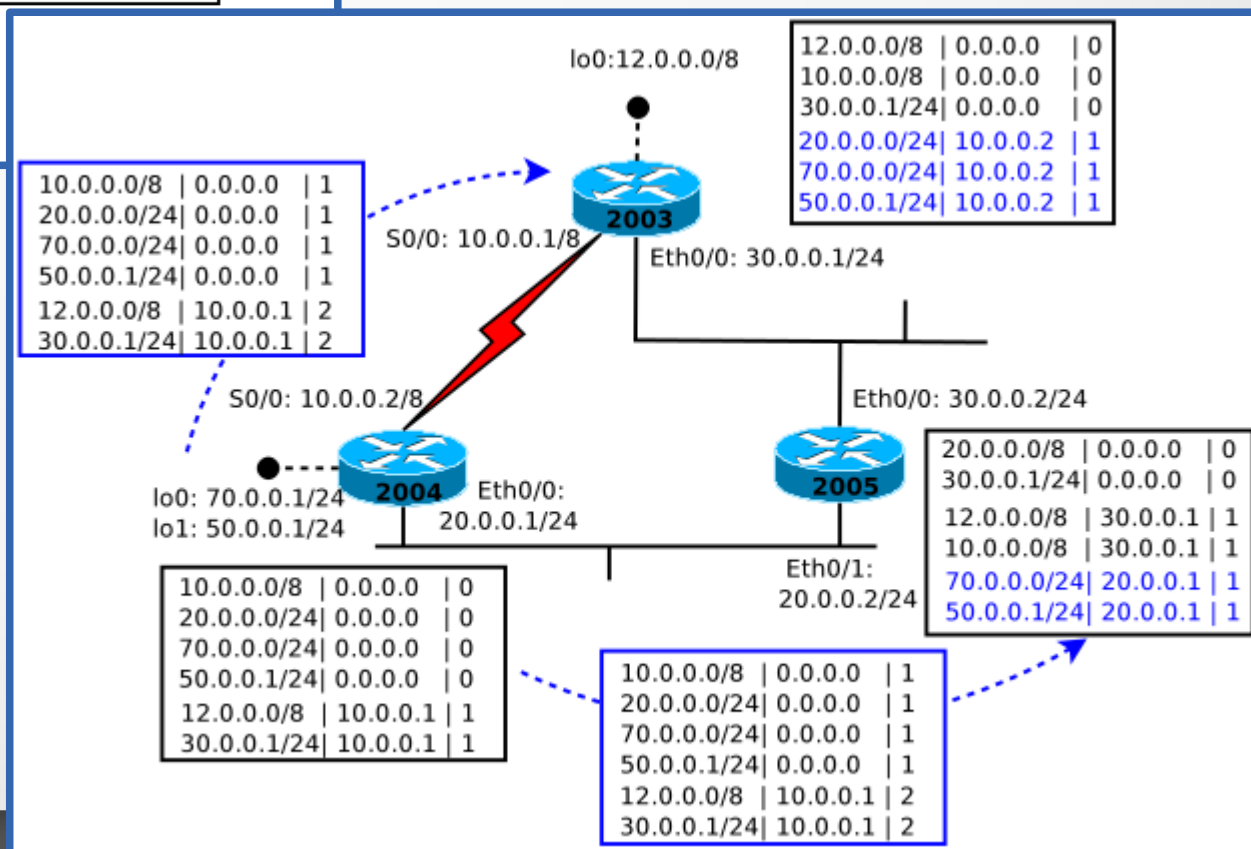 lo0:12.0.0.0/8
12.0.0.0/8 | 0.0.0.0 | 0
10.0.0.0/8 | 0.0.0.0 | 0
30.0.0.1/24| 0.0.0.0 | 0
20.0.0.0/24| 10.0.0.2 | 1
70.0.0.0/24| 10.0.0.2 | 1
50.0.0.1/24| 10.0.0.2 | 1
10.0.0.0/8 | 0.0.0.0 | 1
20.0.0.0/24| 0.0.0.0 | 1
70.0.0.0/24| 0.0.0.0 | 1
50.0.0.1/24| 0.0.0.0 | 1
12.0.0.0/8 | 10.0.0.1 | 2
30.0.0.1/24| 10.0.0.1 | 2
2003
S0/0: 10.0.0.1/8
Eth0/0: 30.0.0.1/24
S0/0: 10.0.0.2/8
Eth0/0: 30.0.0.2/24
2004
lo0: 70.0.0.1/24
lo1: 50.0.0.1/24
Eth0/0:
20.0.0.1/24
2005
Eth0/1:
20.0.0.2/24
20.0.0.0/8 | 0.0.0.0 | 0
30.0.0.1/24| 0.0.0.0 | 0
12.0.0.0/8 | 30.0.0.1 | 1
10.0.0.0/8 | 30.0.0.1 | 1
70.0.0.0/24| 20.0.0.1 | 1
50.0.0.1/24| 20.0.0.1 | 1
10.0.0.0/8 | 0.0.0.0 | 0
20.0.0.0/24| 0.0.0.0 | 0
70.0.0.0/24| 0.0.0.0 | 0
50.0.0.1/24| 0.0.0.0 | 0
12.0.0.0/8 | 10.0.0.1 | 1
30.0.0.1/24| 10.0.0.1 | 1
10.0.0.0/8 | 0.0.0.0 | 1
20.0.0.0/24| 0.0.0.0 | 1
70.0.0.0/24| 0.0.0.0 | 1
50.0.0.1/24| 0.0.0.0 | 1
12.0.0.0/8 | 10.0.0.1 | 2
30.0.0.1/24| 10.0.0.1 | 2